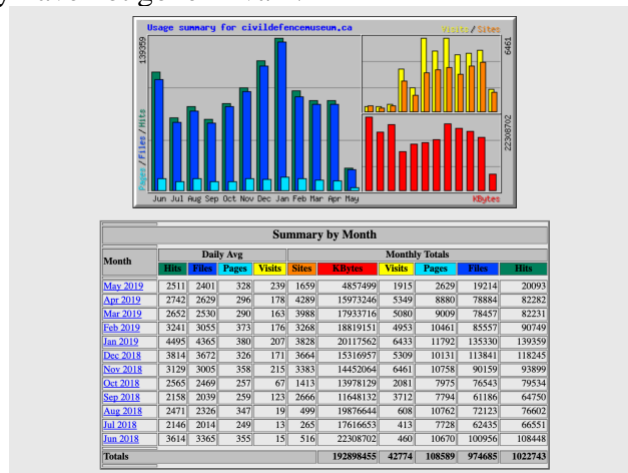 Usage summary for civildefencemuseum.ca
Visits/Sites
139359
6461
Pages/Files/Hits
22308702
Jun Jul Aug Sep Oct Nov Dec Jan Feb Mar Apr May
KBytes
Summary by Month
Month Daily Avg Monthly Totals
Hits Files Pages Visits Sites KBytes Visits Pages Files Hits
May 2019 2511 2401 328 239 1659 4857499 1915 2629 19214 20093
Apr 2019 2742 2629 296 178 4289 15973246 5349 8880 78884 82282
Mar 2019 2652 2530 290 163 3988 17933716 5080 9009 78457 82231
Feb 2019 3241 3055 373 176 3268 18819151 4953 10461 85557 90749
Jan 2019 4495 4365 380 207 3828 20117562 6433 11792 135330 139359
Dec 2018 3814 3672 326 171 3664 15316957 5309 10131 113841 118245
Nov 2018 3129 3005 358 215 3383 14452064 6461 10758 90159 93899
Oct 2018 2565 2469 257 67 1413 13978129 2081 7975 76543 79534
Sep 2018 2158 2039 259 123 2666 11648132 3712 7794 61186 64750
Aug 2018 2471 2326 347 19 499 19876644 608 10762 72123 76602
Jul 2018 2146 2014 249 13 265 17616653 413 7728 62435 66551
Jun 2018 3614 3365 355 15 516 22308702 460 10670 100956 108448
Totals 192898455 42774 108589 974685 1022743